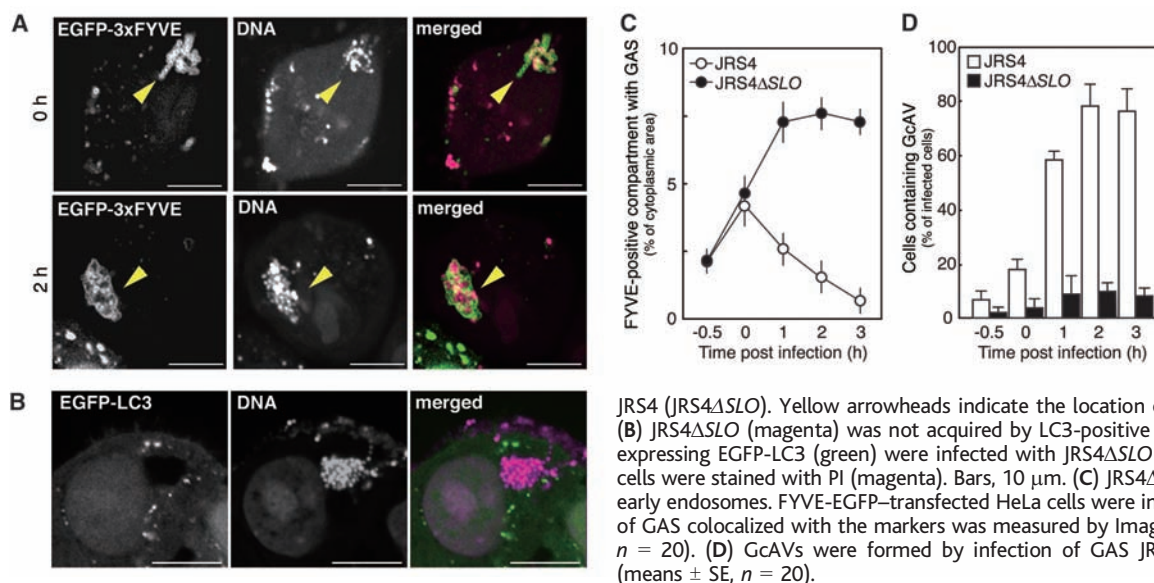 A
EGFP-3xFYVE DNA merged
0 h
EGFP-3xFYVE DNA merged
2 h
B
EGFP-LC3 DNA merged
C
JRS4
JRS4ΔSLO
FYVE-positive compartment with GAS
(% of cytoplasmic area)
10
5
0
-0.5 0 1 2 3
Time post infection (h)
D
JRS4
JRS4ΔSLO
Cells containing GcAV
(% of infected cells)
100
80
60
40
20
0
-0.5 0 1 2 3
Time post infection (h)
JRS4 (JRS4ΔSLO). Yellow arrowheads indicate the location
(B) JRS4ΔSLO (magenta) was not acquired by LC3-positive
expressing EGFP-LC3 (green) were infected with JRS4ΔSLO
cells were stained with PI (magenta). Bars, 10 μm. (C) JRS4Δ
early endosomes. FYVE-EGFP–transfected HeLa cells were in
of GAS colocalized with the markers was measured by Imag
n = 20). (D) GcAVs were formed by infection of GAS JR
(means ± SE, n = 20).